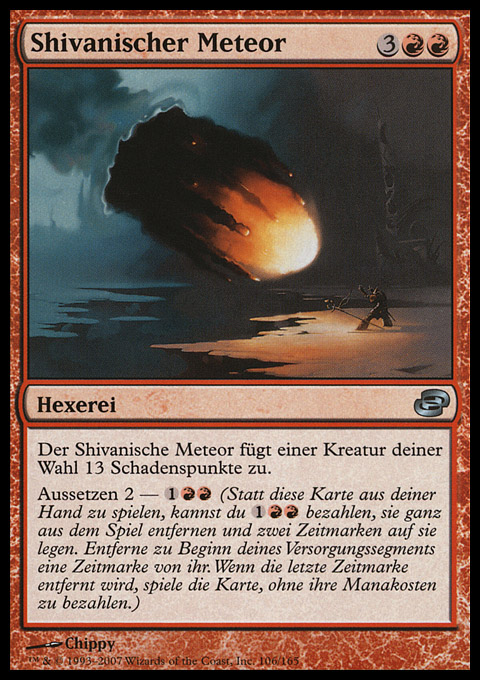 Shivanischer Meteor 3
Hexerei
Der Shivanische Meteor fügt einer Kreatur deiner
Wahl 13 Schadenspunkte zu.
Aussetzen 2 — 1 (Statt diese Karte aus deiner
Hand zu spielen, kannst du 1 bezahlen, sie ganz
aus dem Spiel entfernen und zwei Zeitmarken auf sie
legen. Entferne zu Beginn deines Versorgungssegments
eine Zeitmarke von ihr. Wenn die letzte Zeitmarke
entfernt wird, spiele die Karte, ohne ihre Manakosten
zu bezahlen.)
Chippy
™ & © 1993-2007 Wizards of the Coast, Inc. 106/165